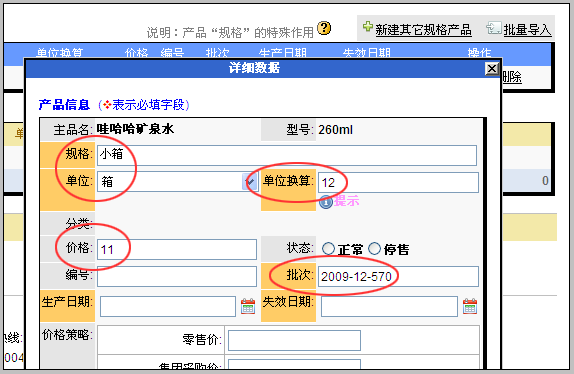 说明：产品“规格”的特殊作用 新建其它规格产品 批量导入
单位换算 价格 编号 批次 生产日期 失效日期 操作
详细数据
删除
产品信息 （❖表示必填字段）
主品名: 哇哈哈矿泉水 型号: 260ml
规格: 小箱
单位: 箱 单位换算: 12
0
提示
分类:
价格: 11 状态: 正常 停售
编号: 批次: 2009-12-570
生产日期: 失效日期:
价格策略: 零售价:
热线:
004
集团采购价: